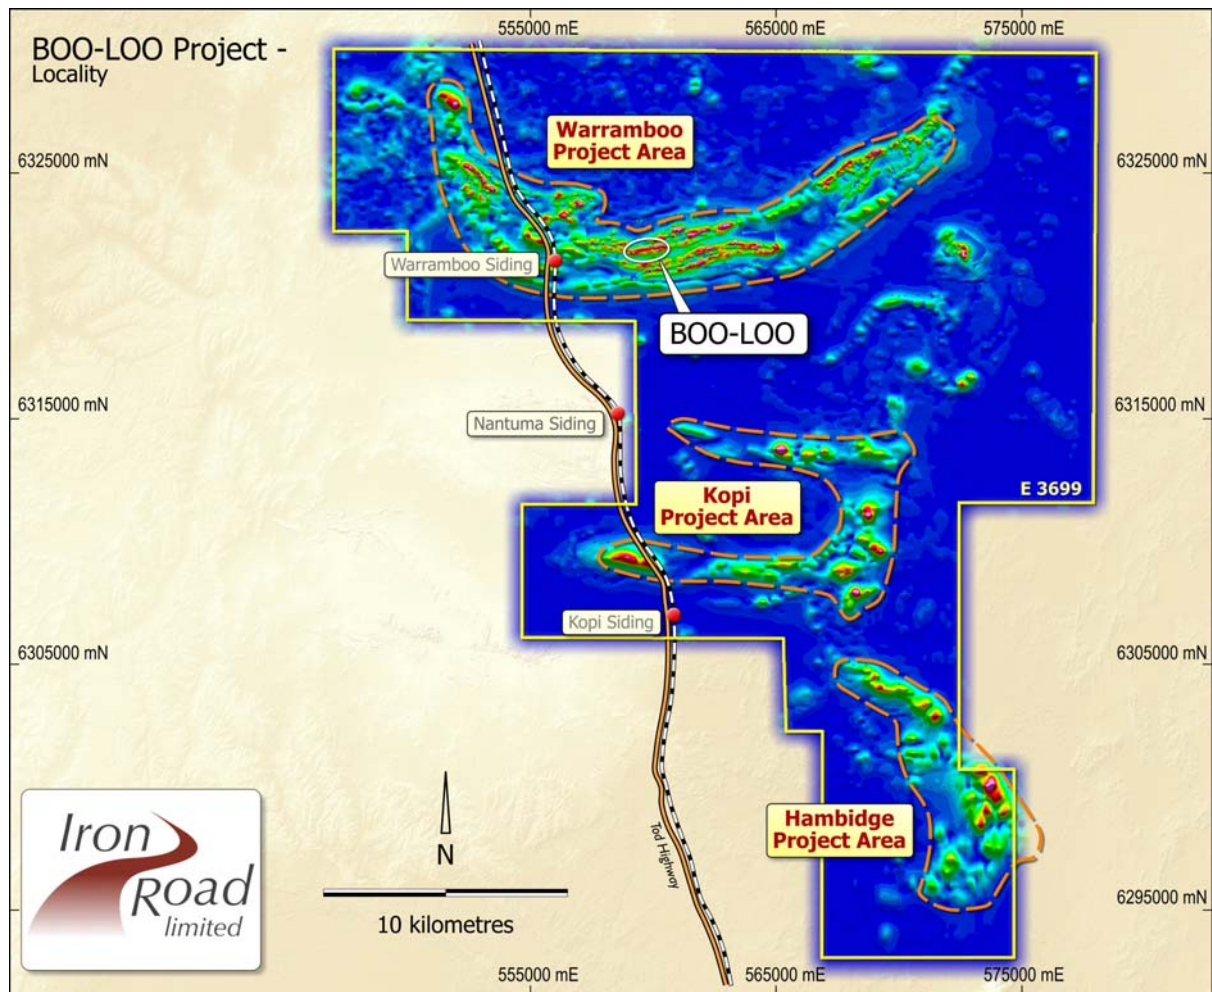 BOO-LOO Project -
Locality
555000 mE
565000 mE
575000 mE
Warramboo
Project Area
6325000 mN
6325000 mN
Warramboo Siding
BOO-LOO
Nantuma Siding
6315000 mN
6315000 mN
Kopi
Project Area
E 3699
Kopi Siding
6305000 mN
6305000 mN
Hambidge
Project Area
Tod Highway
N
10 kilometres
Iron
Road
limited
6295000 mN
555000 mE
565000 mE
575000 mE